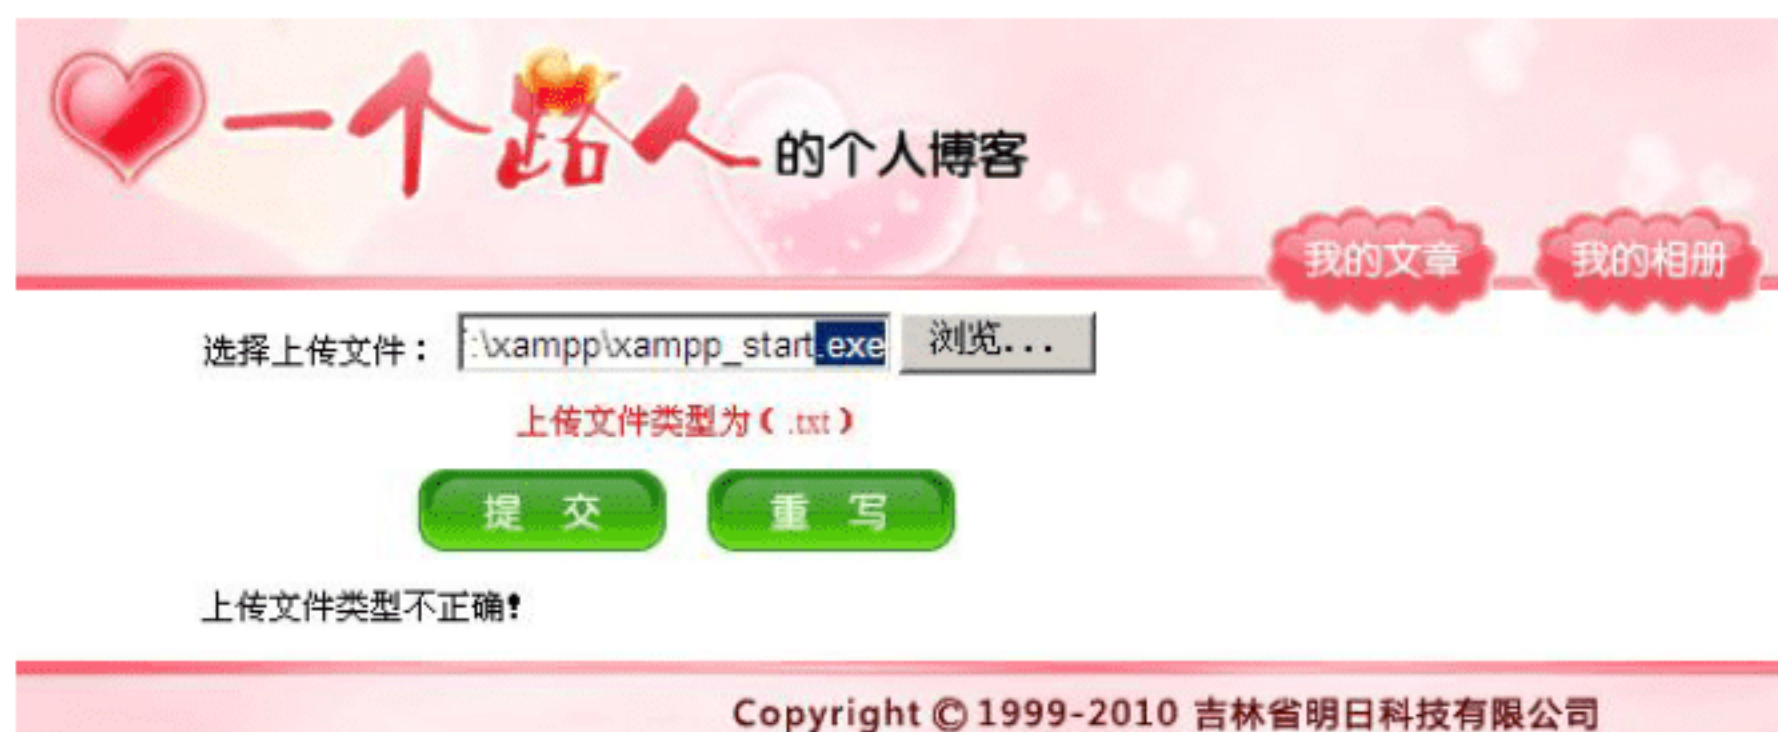 一个路人 的个人博客
我的文章 我的相册
选择上传文件： :\xampp\xampp_start.exe 浏览...
上传文件类型为（ .txt ）
提 交 重 写
上传文件类型不正确！
Copyright © 1999-2010 吉林省明日科技有限公司